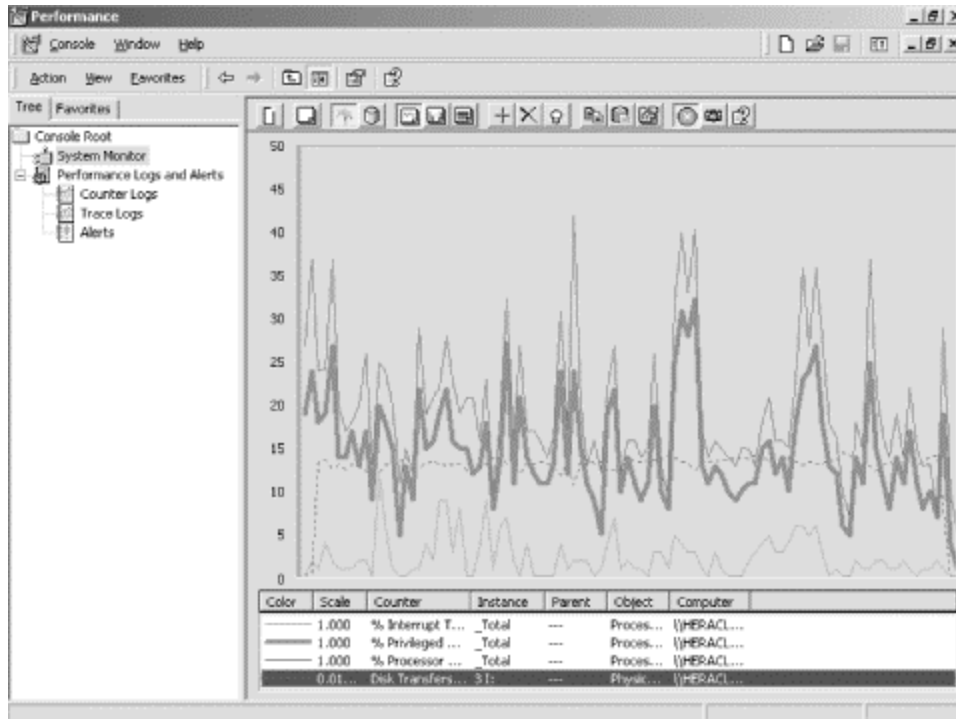 Performance
Console Window Help
Action View Favorites
Tree Favorites
Console Root
System Monitor
Performance Logs and Alerts
Counter Logs
Trace Logs
Alerts
50
45
40
35
30
25
20
15
10
5
0
Color Scale Counter Instance Parent Object Computer
1.000 % Interrupt T... _Total --- Proces... \\HERACL...
1.000 % Privileged ... _Total --- Proces... \\HERACL...
1.000 % Processor ... _Total --- Proces... \\HERACL...
0.01... Disk Transfers... 3 I: --- Physic... \\HERACL...